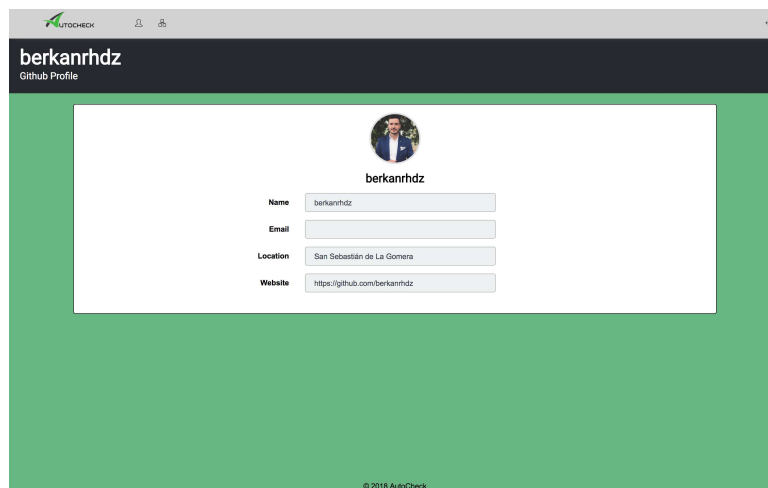 AUTOCHECK
berkanrhdz
Github Profile
berkanrhdz
Name berkanrhdz
Email
Location San Sebastián de La Gomera
Website https://github.com/berkanrhdz
© 2018 AutoCheck